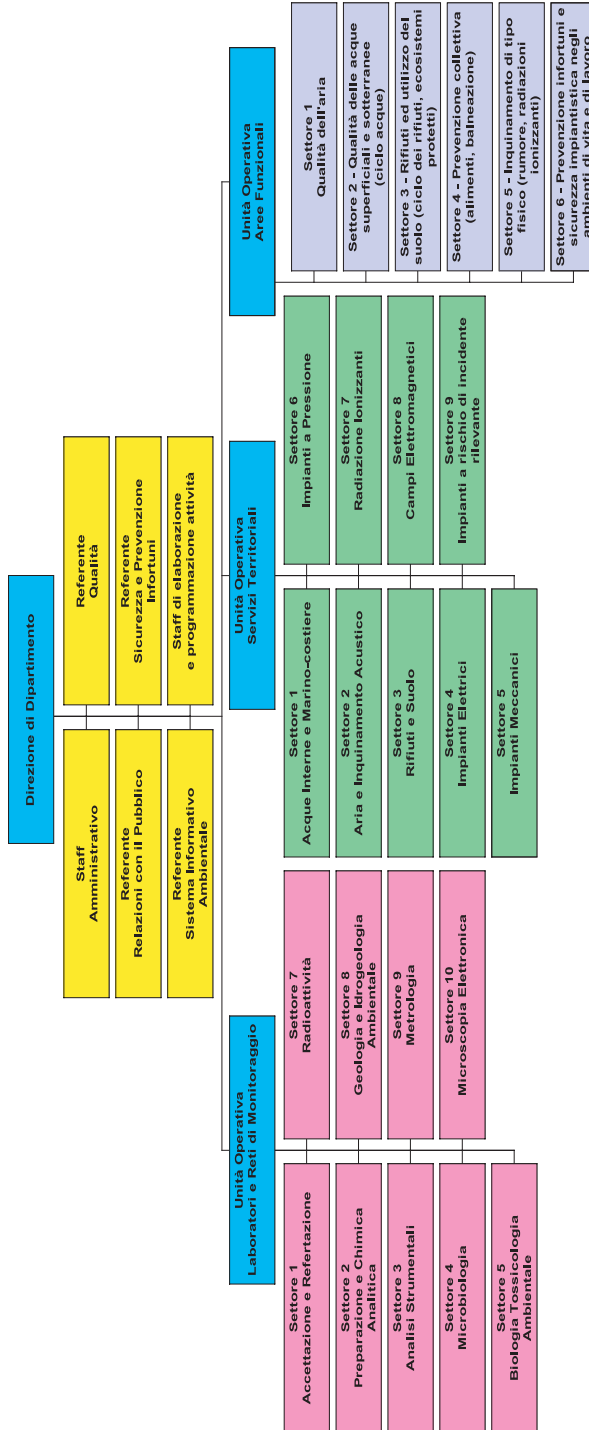 Direzione di Dipartimento
Staff
Amministrativo
Referente
Qualità
Referente
Relazioni con il Pubblico
Referente
Sicurezza e Prevenzione
Infortuni
Referente
Sistema Informativo
Ambientale
Staff di elaborazione
e programmazione attività
Unità Operativa
Laboratori e Reti di Monitoraggio
Settore 1
Accettazione e Refertazione
Settore 2
Preparazione e Chimica
Analitica
Settore 3
Analisi Strumentali
Settore 4
Microbiologia
Settore 5
Biologia Tossicologia
Ambientale
Settore 7
Radioattività
Settore 8
Geologia e Idrogeologia
Ambientale
Settore 9
Metrologia
Settore 10
Microscopia Elettronica
Unità Operativa
Servizi Territoriali
Settore 1
Acque Interne e Marino-costiere
Settore 2
Aria e Inquinamento Acustico
Settore 3
Rifiuti e Suolo
Settore 4
Impianti Elettrici
Settore 5
Impianti Meccanici
Settore 6
Impianti a Pressione
Settore 7
Radiazione Ionizzanti
Settore 8
Campi Elettromagnetici
Settore 9
Impianti a rischio di incidente
rilevante
Unità Operativa
Aree Funzionali
Settore 1
Qualità dell'aria
Settore 2 - Qualità delle acque
superficiali e sotterranee
(ciclo acque)
Settore 3 - Rifiuti ed utilizzo del
suolo (ciclo dei rifiuti, ecosistemi
protetti)
Settore 4 - Prevenzione collettiva
(alimenti, balneazione)
Settore 5 - Inquinamento di tipo
fisico (rumore, radiazioni
ionizzanti)
Settore 6 - Prevenzione infortuni e
sicurezza impiantistica negli
ambienti di vita e di lavoro